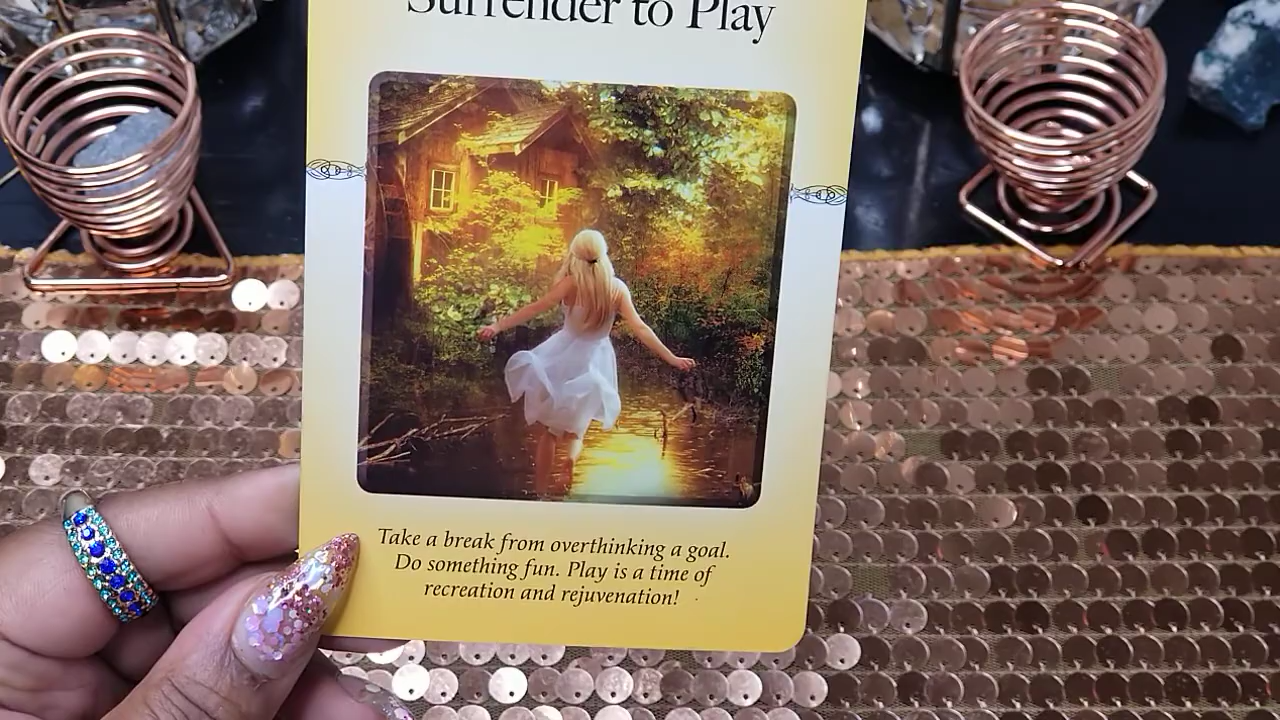 Surrender to Play
Take a break from overthinking a goal.
Do something fun. Play is a time of
recreation and rejuvenation!